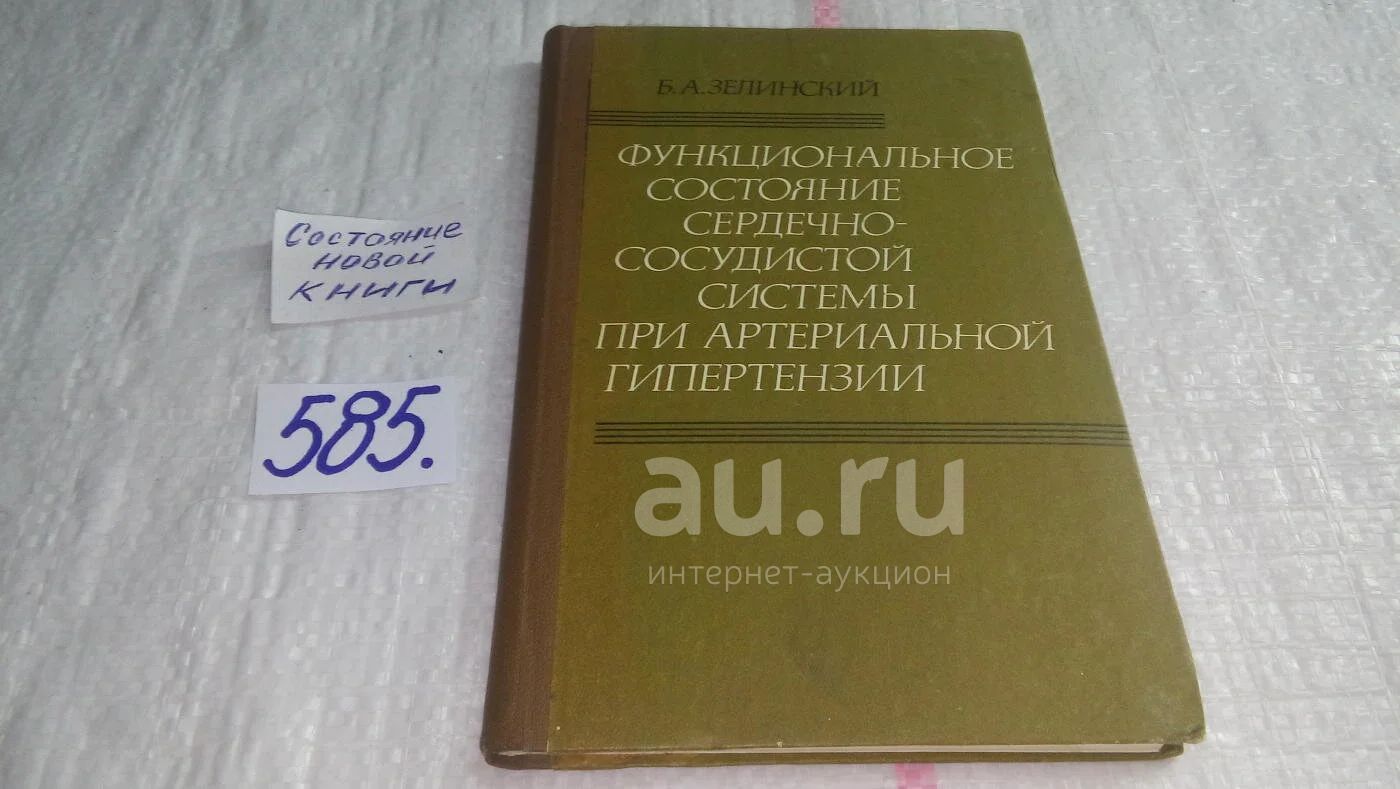 Б. А. ЗЕЛИНСКИЙ
ФУНКЦИОНАЛЬНОЕ
СОСТОЯНИЕ
СЕРДЕЧНО-
СОСУДИСТОЙ
СИСТЕМЫ
ПРИ АРТЕРИАЛЬНОЙ
ГИПЕРТЕНЗИИ
Состояние
новой
книги
585.
au.ru
интернет-аукцион